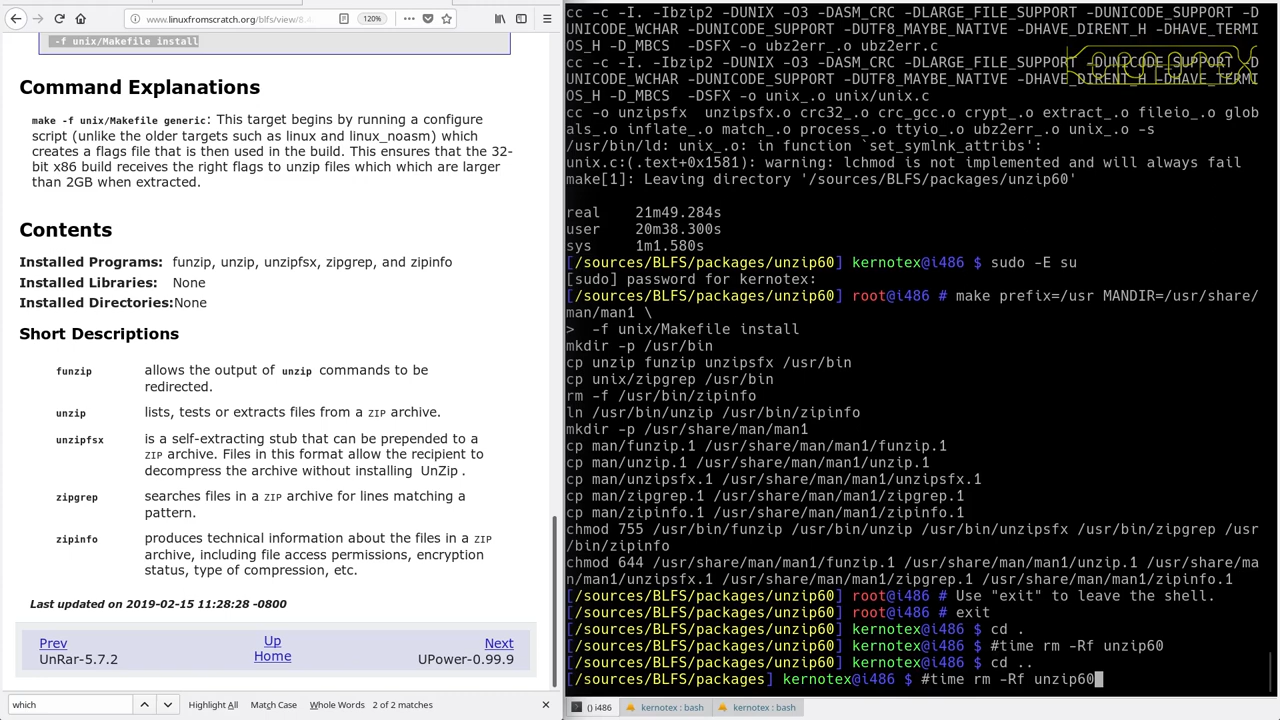 www.linuxfromscratch.org/blfs/view/8.4
120%
-f unix/Makefile install
Command Explanations
make -f unix/Makefile generic: This target begins by running a configure
script (unlike the older targets such as linux and linux_noasm) which
creates a flags file that is then used in the build. This ensures that the 32-
bit x86 build receives the right flags to unzip files which which are larger
than 2GB when extracted.
Contents
Installed Programs: funzip, unzip, unzipfsx, zipgrep, and zipinfo
Installed Libraries: None
Installed Directories:None
Short Descriptions
funzip allows the output of unzip commands to be
redirected.
unzip lists, tests or extracts files from a ZIP archive.
unzipfsx is a self-extracting stub that can be prepended to a
ZIP archive. Files in this format allow the recipient to
decompress the archive without installing UnZip .
zipgrep searches files in a ZIP archive for lines matching a
pattern.
zipinfo produces technical information about the files in a ZIP
archive, including file access permissions, encryption
status, type of compression, etc.
Last updated on 2019-02-15 11:28:28 -0800
Prev Up Next
UnRar-5.7.2 Home UPower-0.99.9
which Highlight All Match Case Whole Words 2 of 2 matches
cc -c -I. -Ibzip2 -DUNIX -O3 -DASM_CRC -DLARGE_FILE_SUPPORT -DUNICODE_SUPPORT -D
UNICODE_WCHAR -DUNICODE_SUPPORT -DUTF8_MAYBE_NATIVE -DHAVE_DIRENT_H -DHAVE_TERMI
OS_H -D_MBCS -DSFX -o ubz2err_.o ubz2err.c
cc -c -I. -Ibzip2 -DUNIX -O3 -DASM_CRC -DLARGE_FILE_SUPPORT -DUNICODE_SUPPORT -D
UNICODE_WCHAR -DUNICODE_SUPPORT -DUTF8_MAYBE_NATIVE -DHAVE_DIRENT_H -DHAVE_TERMI
OS_H -D_MBCS -DSFX -o unix_.o unix/unix.c
cc -o unzipsfx unzipsfx.o crc32_.o crc_gcc.o crypt_.o extract_.o fileio_.o glob
als_.o inflate_.o match_.o process_.o ttyio_.o ubz2err_.o unix_.o -s
/usr/bin/ld: unix_.o: in function `set_symlnk_attribs':
unix.c:(.text+0x1581): warning: lchmod is not implemented and will always fail
make[1]: Leaving directory '/sources/BLFS/packages/unzip60'
real 21m49.284s
user 20m38.300s
sys 1m1.580s
[/sources/BLFS/packages/unzip60] kernotex@i486 $ sudo -E su
[sudo] password for kernotex:
[/sources/BLFS/packages/unzip60] root@i486 # make prefix=/usr MANDIR=/usr/share/
man/man1 \
> -f unix/Makefile install
mkdir -p /usr/bin
cp unzip funzip unzipsfx /usr/bin
cp unix/zipgrep /usr/bin
rm -f /usr/bin/zipinfo
ln /usr/bin/unzip /usr/bin/zipinfo
mkdir -p /usr/share/man/man1
cp man/funzip.1 /usr/share/man/man1/funzip.1
cp man/unzip.1 /usr/share/man/man1/unzip.1
cp man/unzipsfx.1 /usr/share/man/man1/unzipsfx.1
cp man/zipgrep.1 /usr/share/man/man1/zipgrep.1
cp man/zipinfo.1 /usr/share/man/man1/zipinfo.1
chmod 755 /usr/bin/funzip /usr/bin/unzip /usr/bin/unzipsfx /usr/bin/zipgrep /usr
/bin/zipinfo
chmod 644 /usr/share/man/man1/funzip.1 /usr/share/man/man1/unzip.1 /usr/share/ma
n/man1/unzipsfx.1 /usr/share/man/man1/zipgrep.1 /usr/share/man/man1/zipinfo.1
[/sources/BLFS/packages/unzip60] root@i486 # Use "exit" to leave the shell.
[/sources/BLFS/packages/unzip60] root@i486 # exit
[/sources/BLFS/packages/unzip60] kernotex@i486 $ cd .
[/sources/BLFS/packages/unzip60] kernotex@i486 $ #time rm -Rf unzip60
[/sources/BLFS/packages/unzip60] kernotex@i486 $ cd ..
[/sources/BLFS/packages] kernotex@i486 $ #time rm -Rf unzip60
() i486 kernotex : bash kernotex : bash